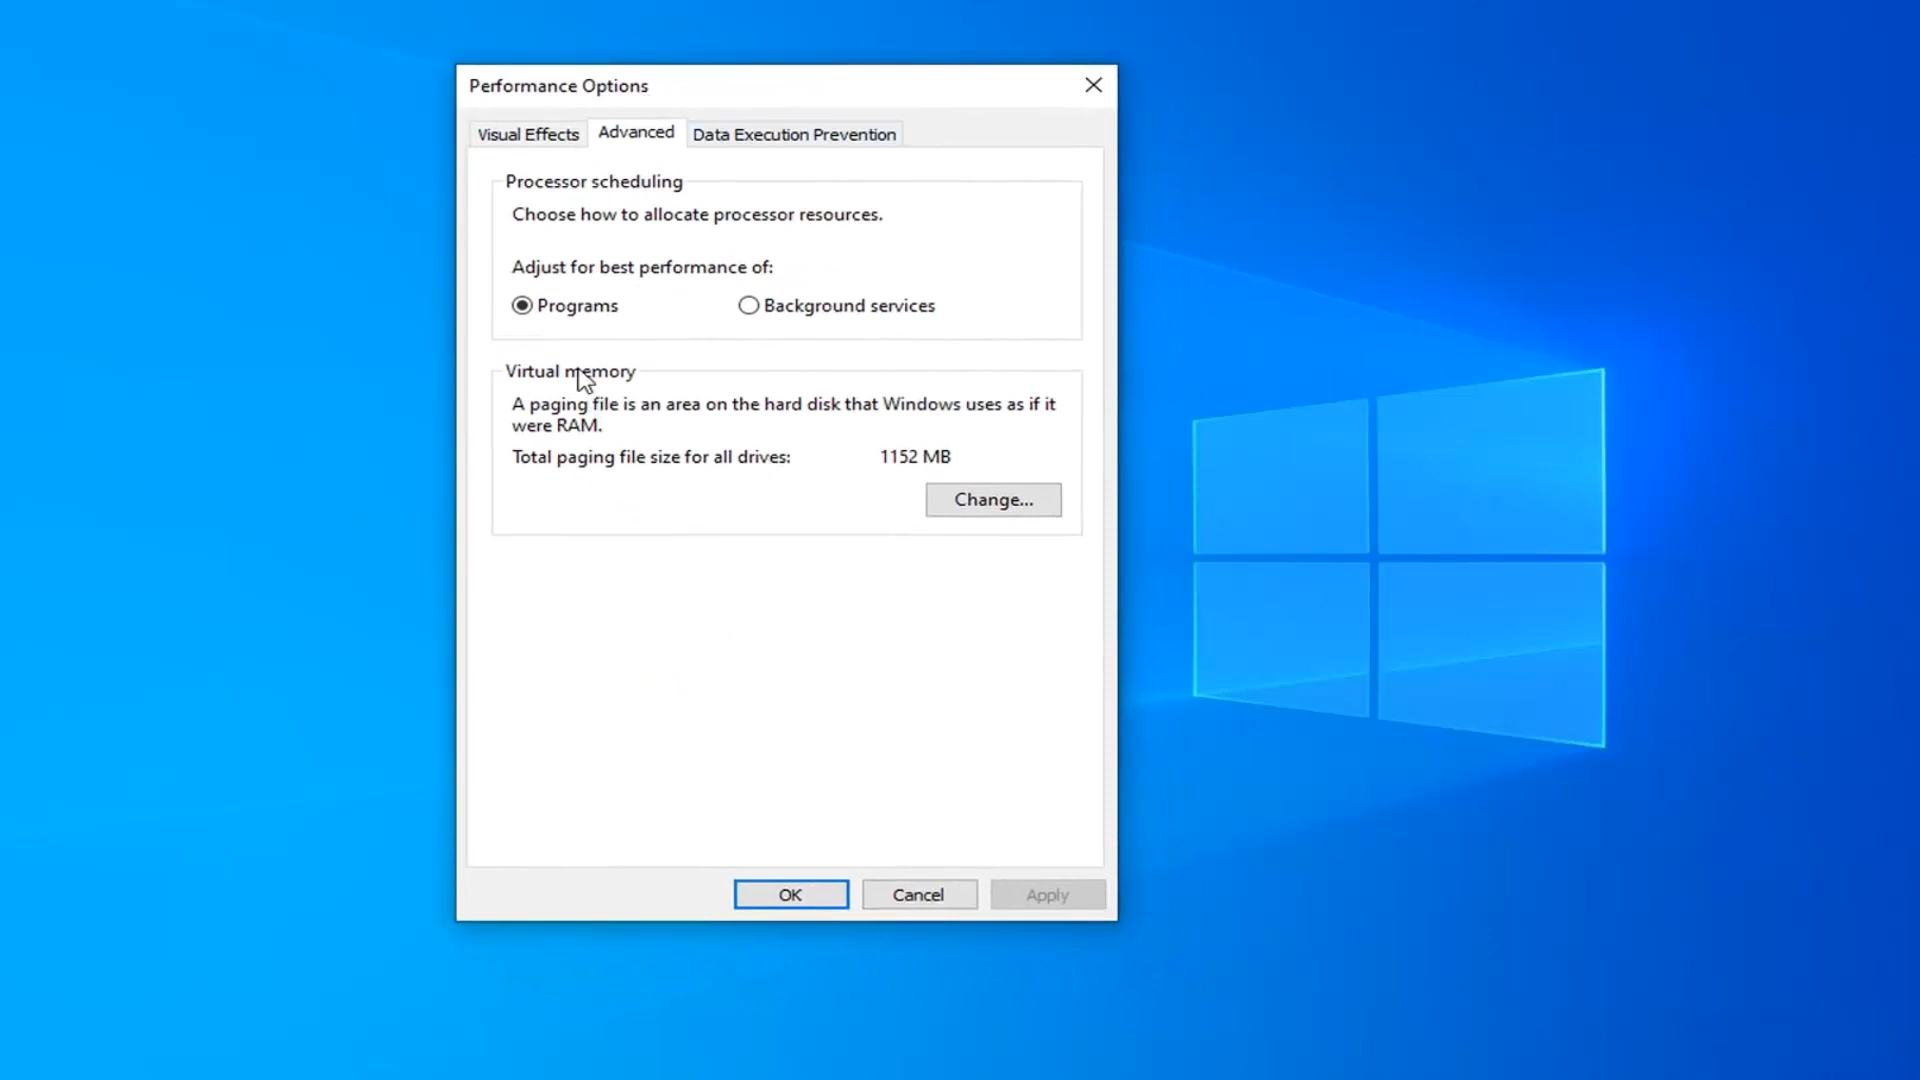 Performance Options
Visual Effects Advanced Data Execution Prevention
Processor scheduling
Choose how to allocate processor resources.
Adjust for best performance of:
Programs Background services
Virtual memory
A paging file is an area on the hard disk that Windows uses as if it
were RAM.
Total paging file size for all drives: 1152 MB
Change...
OK Cancel Apply